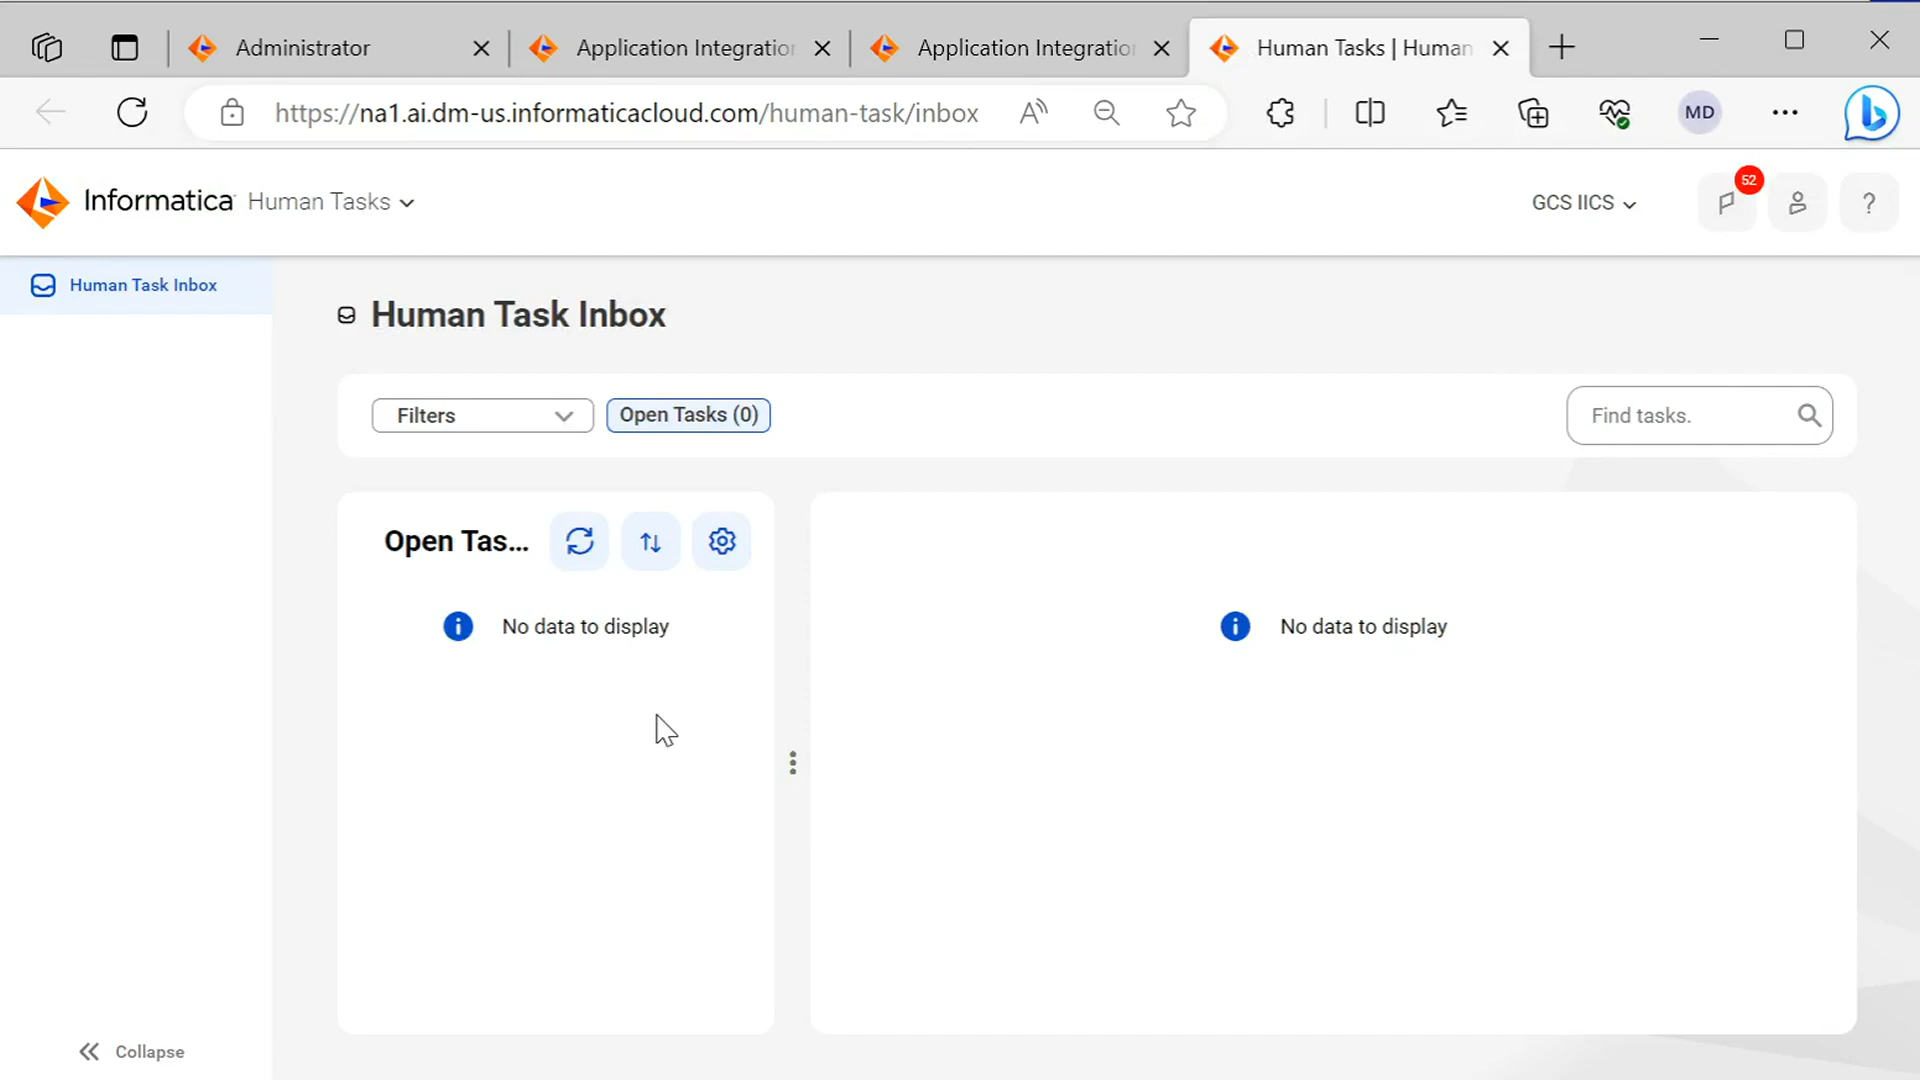 Administrator
Application Integration
Application Integration
Human Tasks | Human
https://na1.ai.dm-us.informaticacloud.com/human-task/inbox
MD
Informatica Human Tasks
GCS IICS
52
?
Human Task Inbox
Human Task Inbox
Filters
Open Tasks (0)
Find tasks.
Open Tas...
No data to display
No data to display
Collapse